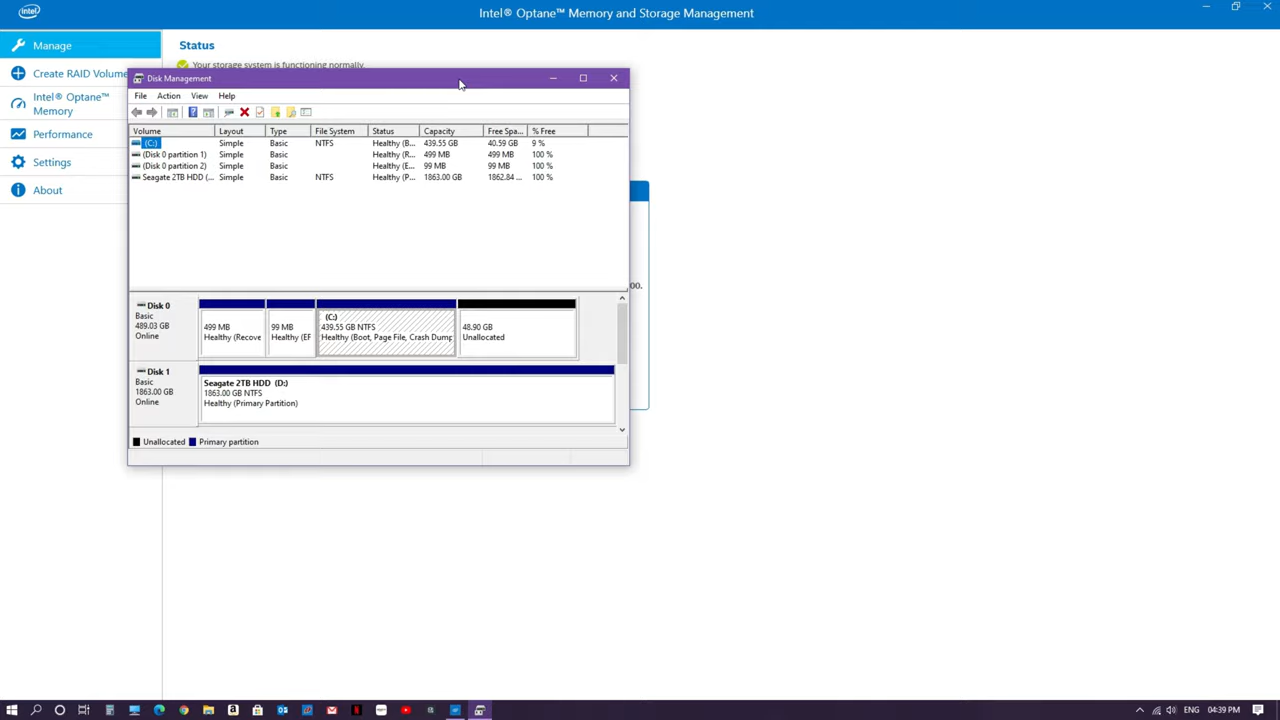 intel
Intel® Optane™ Memory and Storage Management
Manage
Create RAID Volume
Intel® Optane™
Memory
Performance
Settings
About
Status
Your storage system is functioning normally.
Disk Management
File Action View Help
Volume Layout Type File System Status Capacity Free Spa... % Free
(C:) Simple Basic NTFS Healthy (B... 439.55 GB 40.59 GB 9 %
(Disk 0 partition 1) Simple Basic Healthy (R... 499 MB 499 MB 100 %
(Disk 0 partition 2) Simple Basic Healthy (E... 99 MB 99 MB 100 %
Seagate 2TB HDD (... Simple Basic NTFS Healthy (P... 1863.00 GB 1862.84 ... 100 %
00.
Disk 0
Basic
489.03 GB
Online
499 MB
Healthy (Recove
99 MB
Healthy (EF
(C:)
439.55 GB NTFS
Healthy (Boot, Page File, Crash Dump
48.90 GB
Unallocated
Disk 1
Basic
1863.00 GB
Online
Seagate 2TB HDD (D:)
1863.00 GB NTFS
Healthy (Primary Partition)
Unallocated Primary partition
ENG 04:39 PM